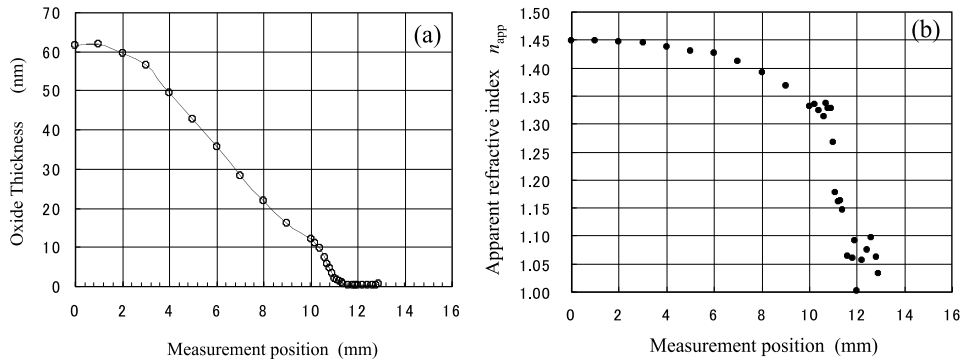 (a)
70
60
50
40
30
20
10
0
0 2 4 6 8 10 12 14 16
Oxide Thickness (nm)
Measurement position (mm)
(b)
1.50
1.45
1.40
1.35
1.30
1.25
1.20
1.15
1.10
1.05
1.00
0 2 4 6 8 10 12 14 16
Apparent refractive index n app
Measurement position (mm)